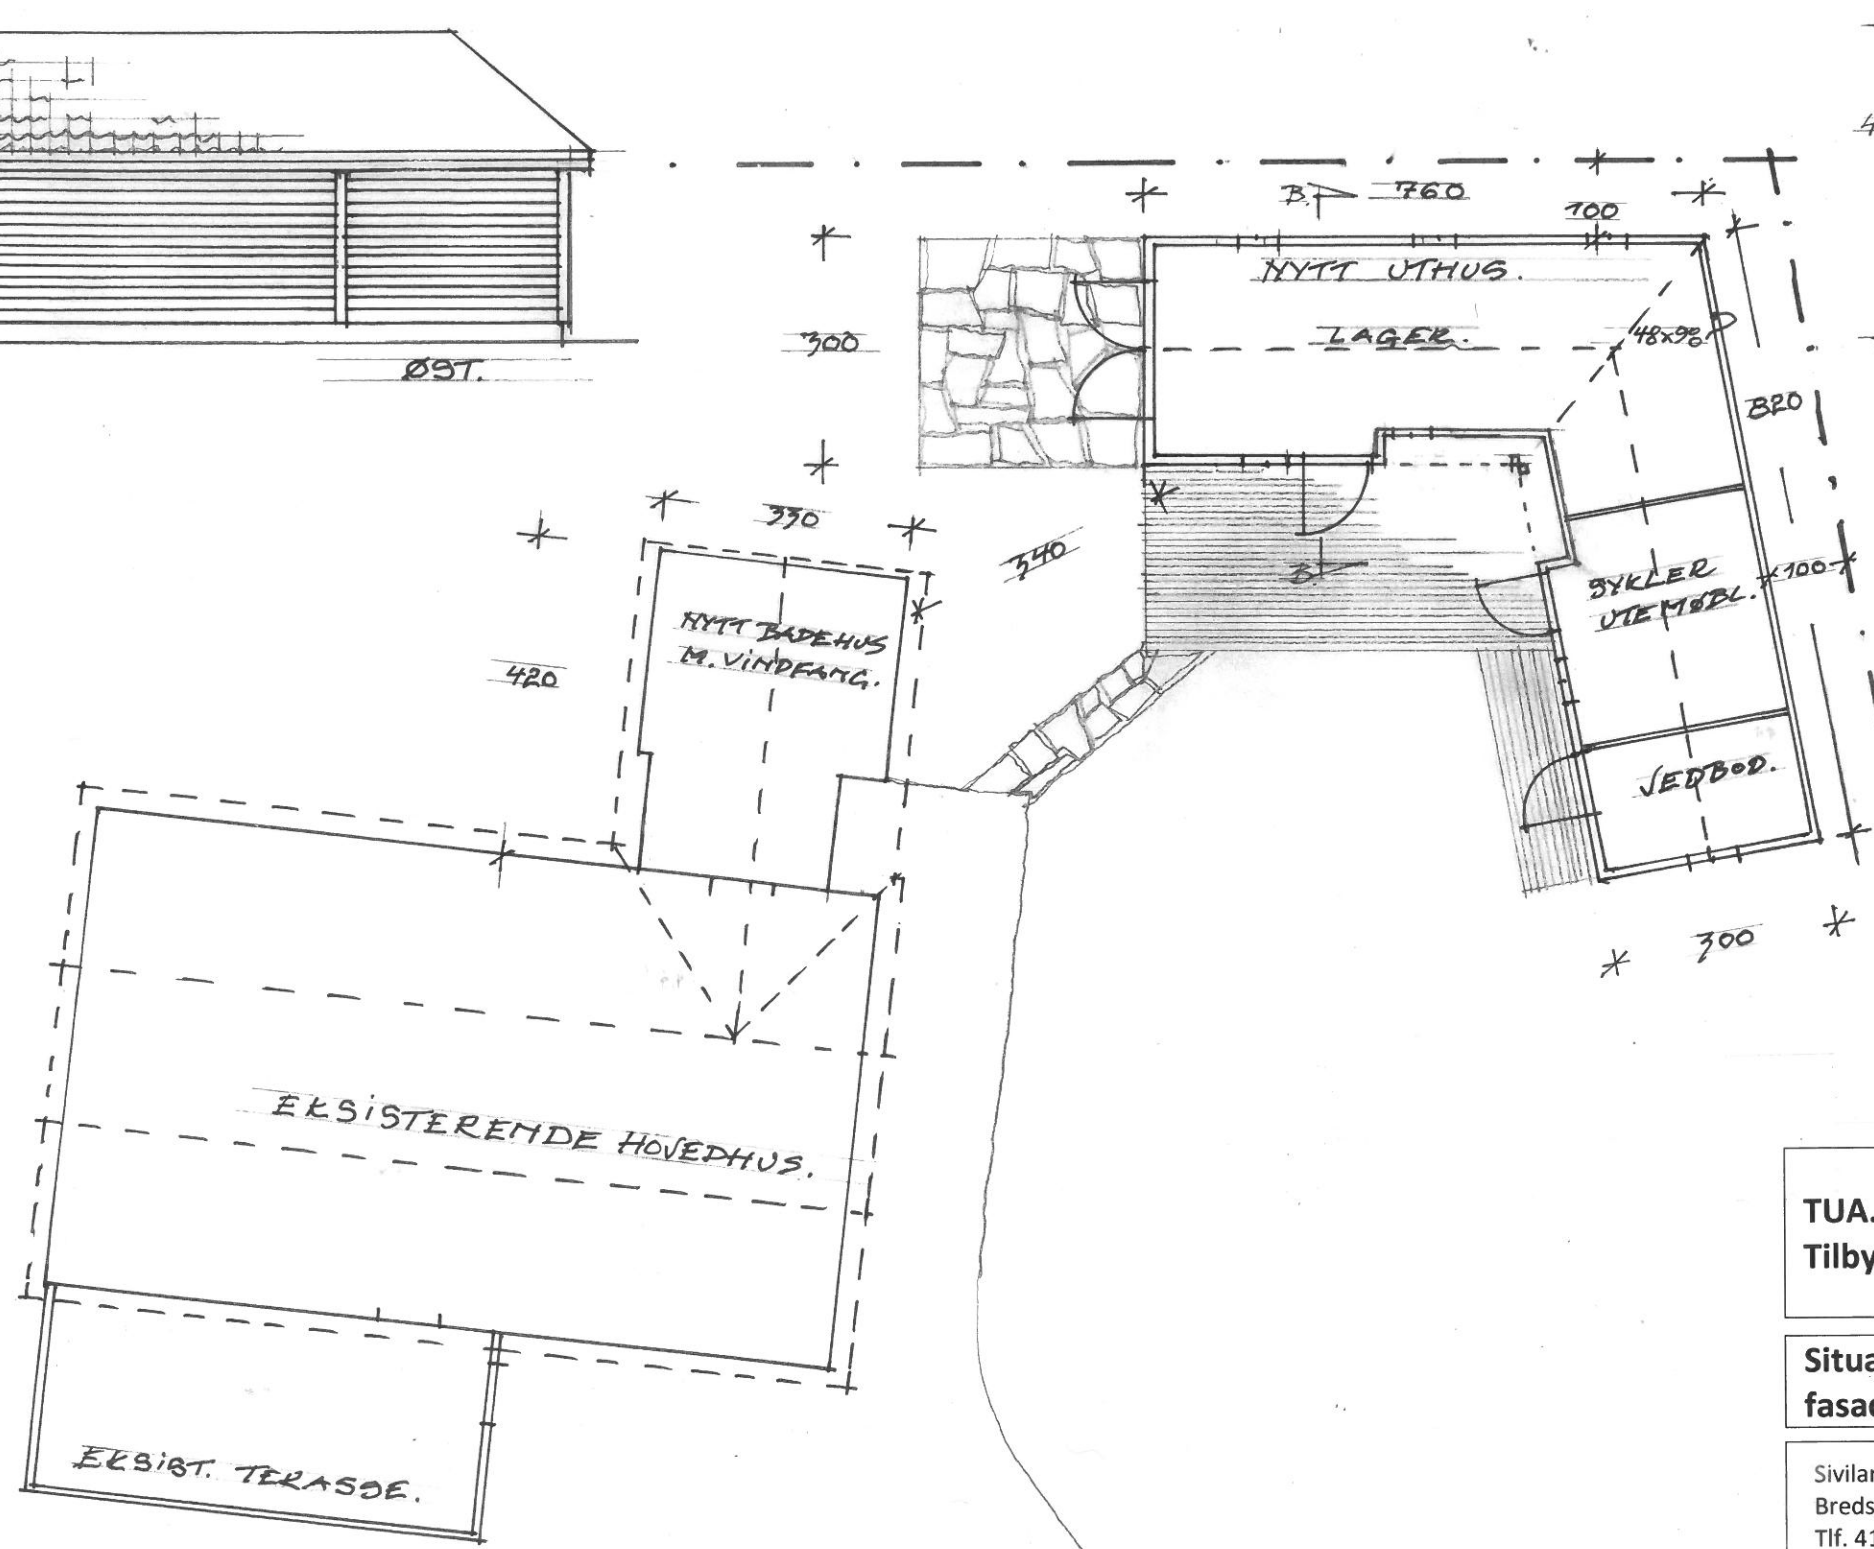 ØST.
B.
760
100
300
NYTT UTHUS.
LAGER.
48x98
820
330
340
420
NYTT BADEHUS
M. VINDFANG.
B.
SYKLER
UTEMØBL.
100
VEDBOD.
300
EKSISTERENDE HOVEDHUS.
EKSIST. TERASSE.
TUA.
Tilby
Situa
fasad
Sivilar
Breds
Tlf. 41